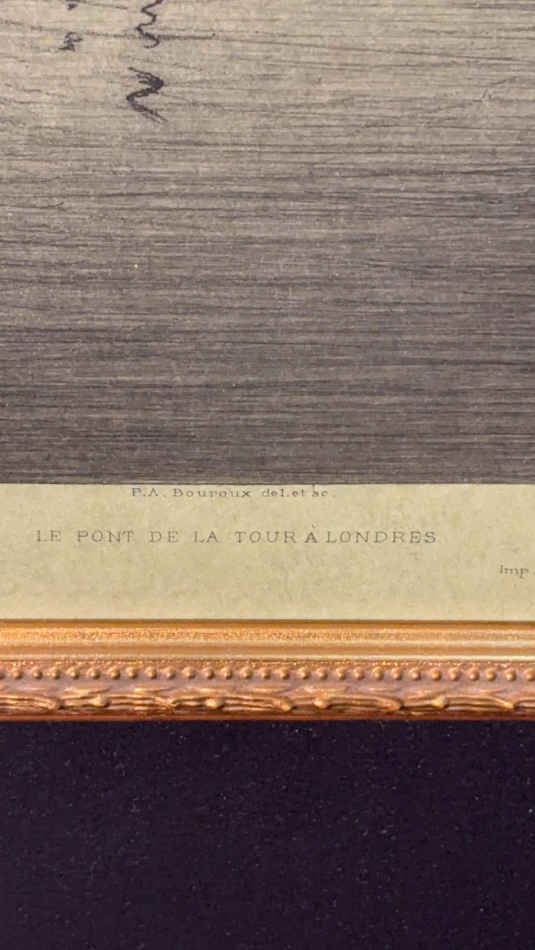 P.A. Bouroux del.et sc.
LE PONT DE LA TOUR À LONDRES
Imp